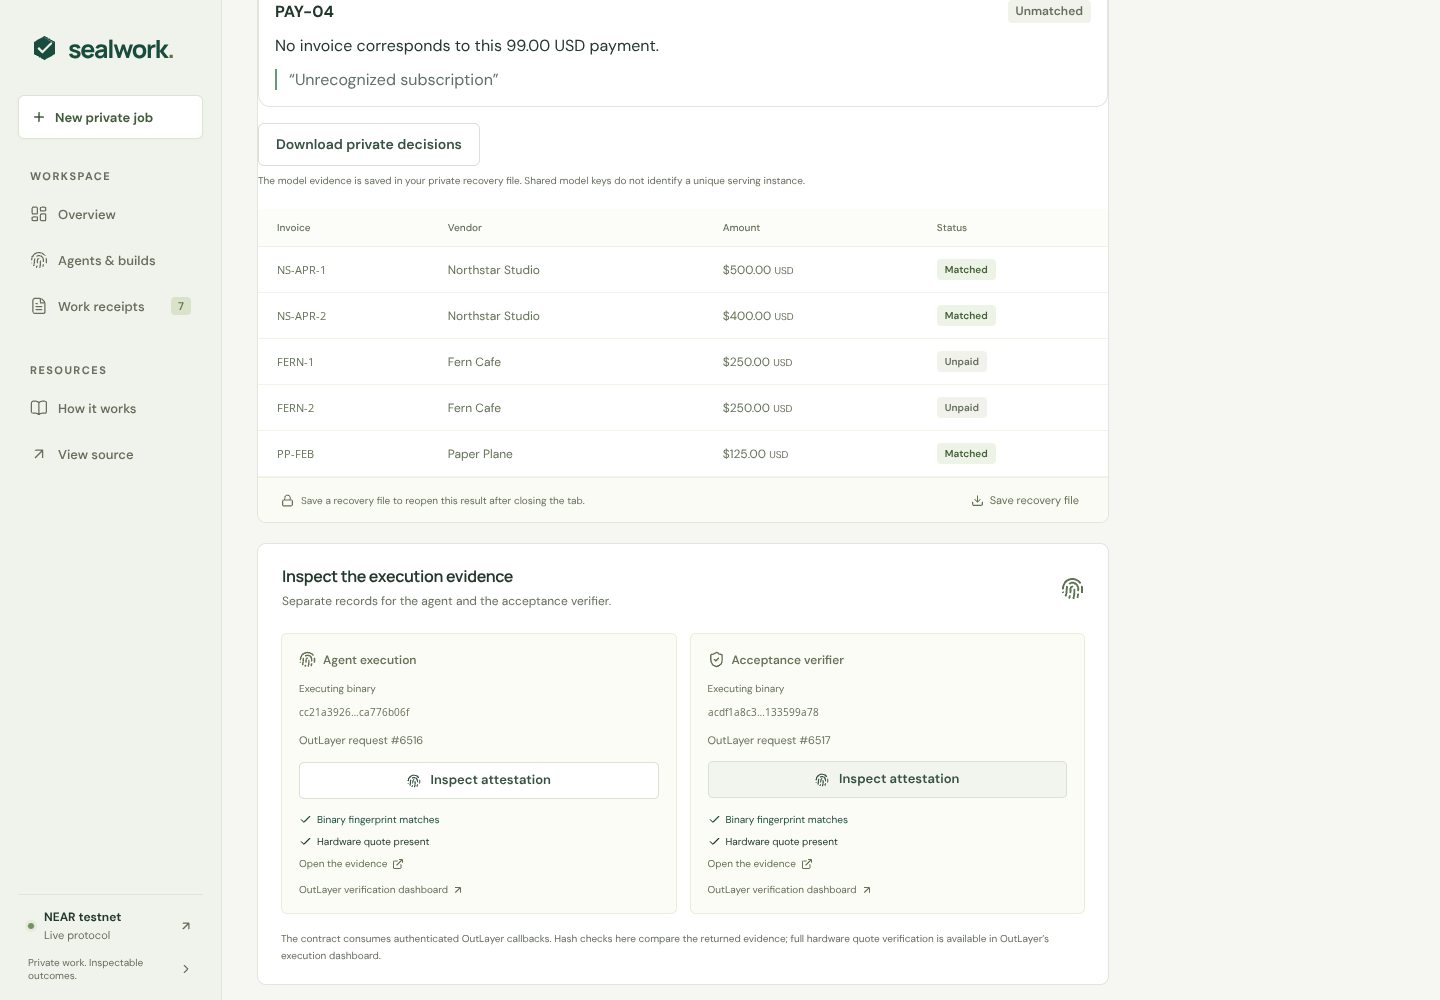 sealwork.
New private job
WORKSPACE
Overview
Agents & builds
Work receipts 7
RESOURCES
How it works
View source
NEAR testnet
Live protocol
Private work. Inspectable
outcomes.
PAY-04 Unmatched
No invoice corresponds to this 99.00 USD payment.
“Unrecognized subscription”
Download private decisions
The model evidence is saved in your private recovery file. Shared model keys do not identify a unique serving instance.
Invoice Vendor Amount Status
NS-APR-1 Northstar Studio $500.00 USD Matched
NS-APR-2 Northstar Studio $400.00 USD Matched
FERN-1 Fern Cafe $250.00 USD Unpaid
FERN-2 Fern Cafe $250.00 USD Unpaid
PP-FEB Paper Plane $125.00 USD Matched
Save a recovery file to reopen this result after closing the tab. Save recovery file
Inspect the execution evidence
Separate records for the agent and the acceptance verifier.
Agent execution
Executing binary
cc21a3926...ca776b06f
OutLayer request #6516
Inspect attestation
Binary fingerprint matches
Hardware quote present
Open the evidence
OutLayer verification dashboard
Acceptance verifier
Executing binary
acdf1a8c3...133599a78
OutLayer request #6517
Inspect attestation
Binary fingerprint matches
Hardware quote present
Open the evidence
OutLayer verification dashboard
The contract consumes authenticated OutLayer callbacks. Hash checks here compare the returned evidence; full hardware quote verification is available in OutLayer’s
execution dashboard.